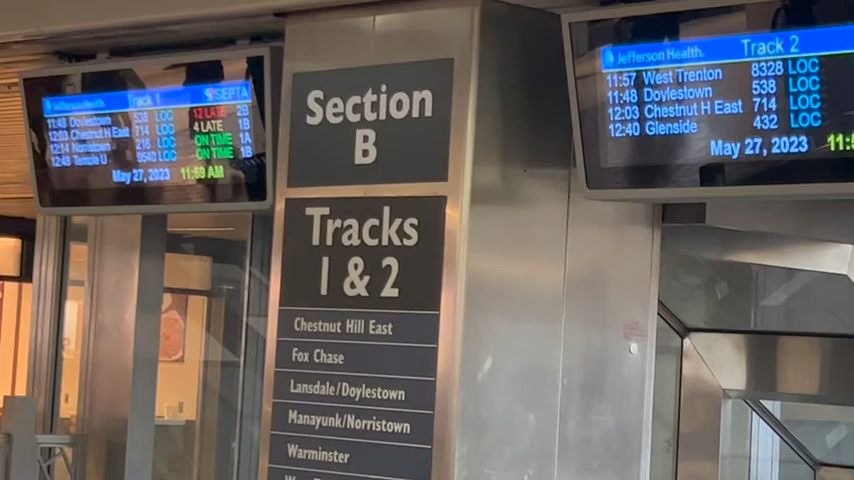 Jefferson Health. Track 1 SEPTA
11:48 Doylestown 538 LOC 12 LATE 2B
12:03 Chestnut H East 714 LOC 4 LATE 2B
12:14 Norristown 216 LOC ON TIME 1A
12:48 Temple U 9540 LOC ON TIME 1B
May 27, 2023 11:59 AM
Section
B
Tracks
1 & 2
Chestnut Hill East
Fox Chase
Lansdale/Doylestown
Manayunk/Norristown
Warminster
Jefferson Health. Track 2
11:57 West Trenton 8328 LOC
11:48 Doylestown 538 LOC
12:03 Chestnut H East 714 LOC
12:40 Glenside 432 LOC
May 27, 2023